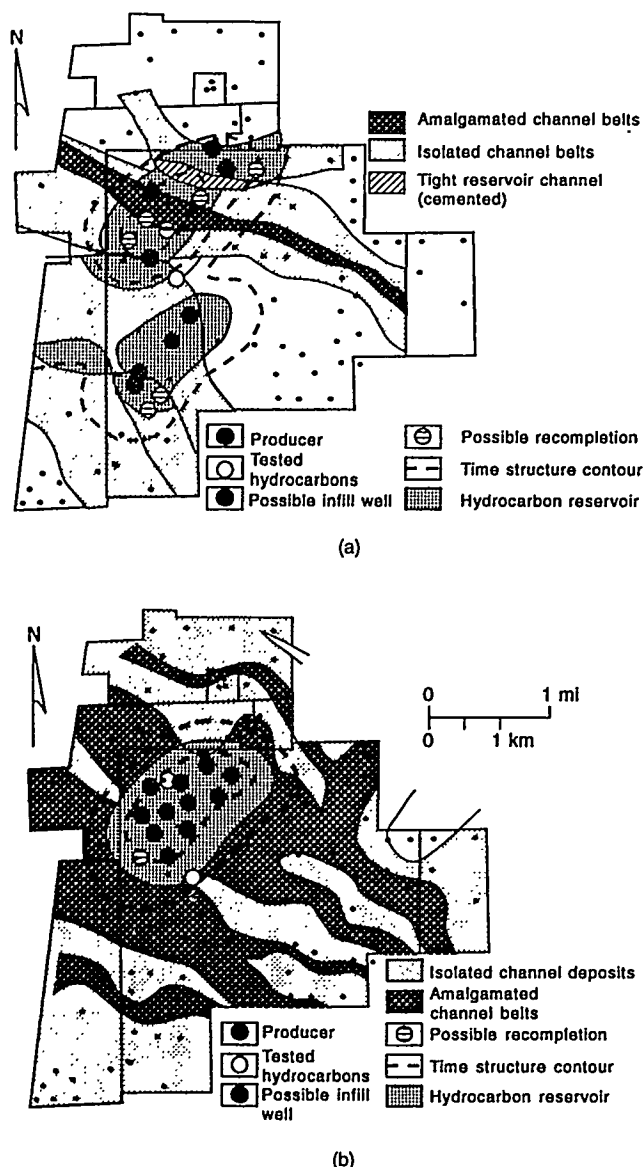 N
Amalgamated channel belts
Isolated channel belts
Tight reservoir channel
(cemented)
Producer
Tested
hydrocarbons
Possible infill well
Possible recompletion
Time structure contour
Hydrocarbon reservoir
(a)
N
0 1 mi
0 1 km
Isolated channel deposits
Amalgamated
channel belts
Producer
Tested
hydrocarbons
Possible infill
well
Possible recompletion
Time structure contour
Hydrocarbon reservoir
(b)